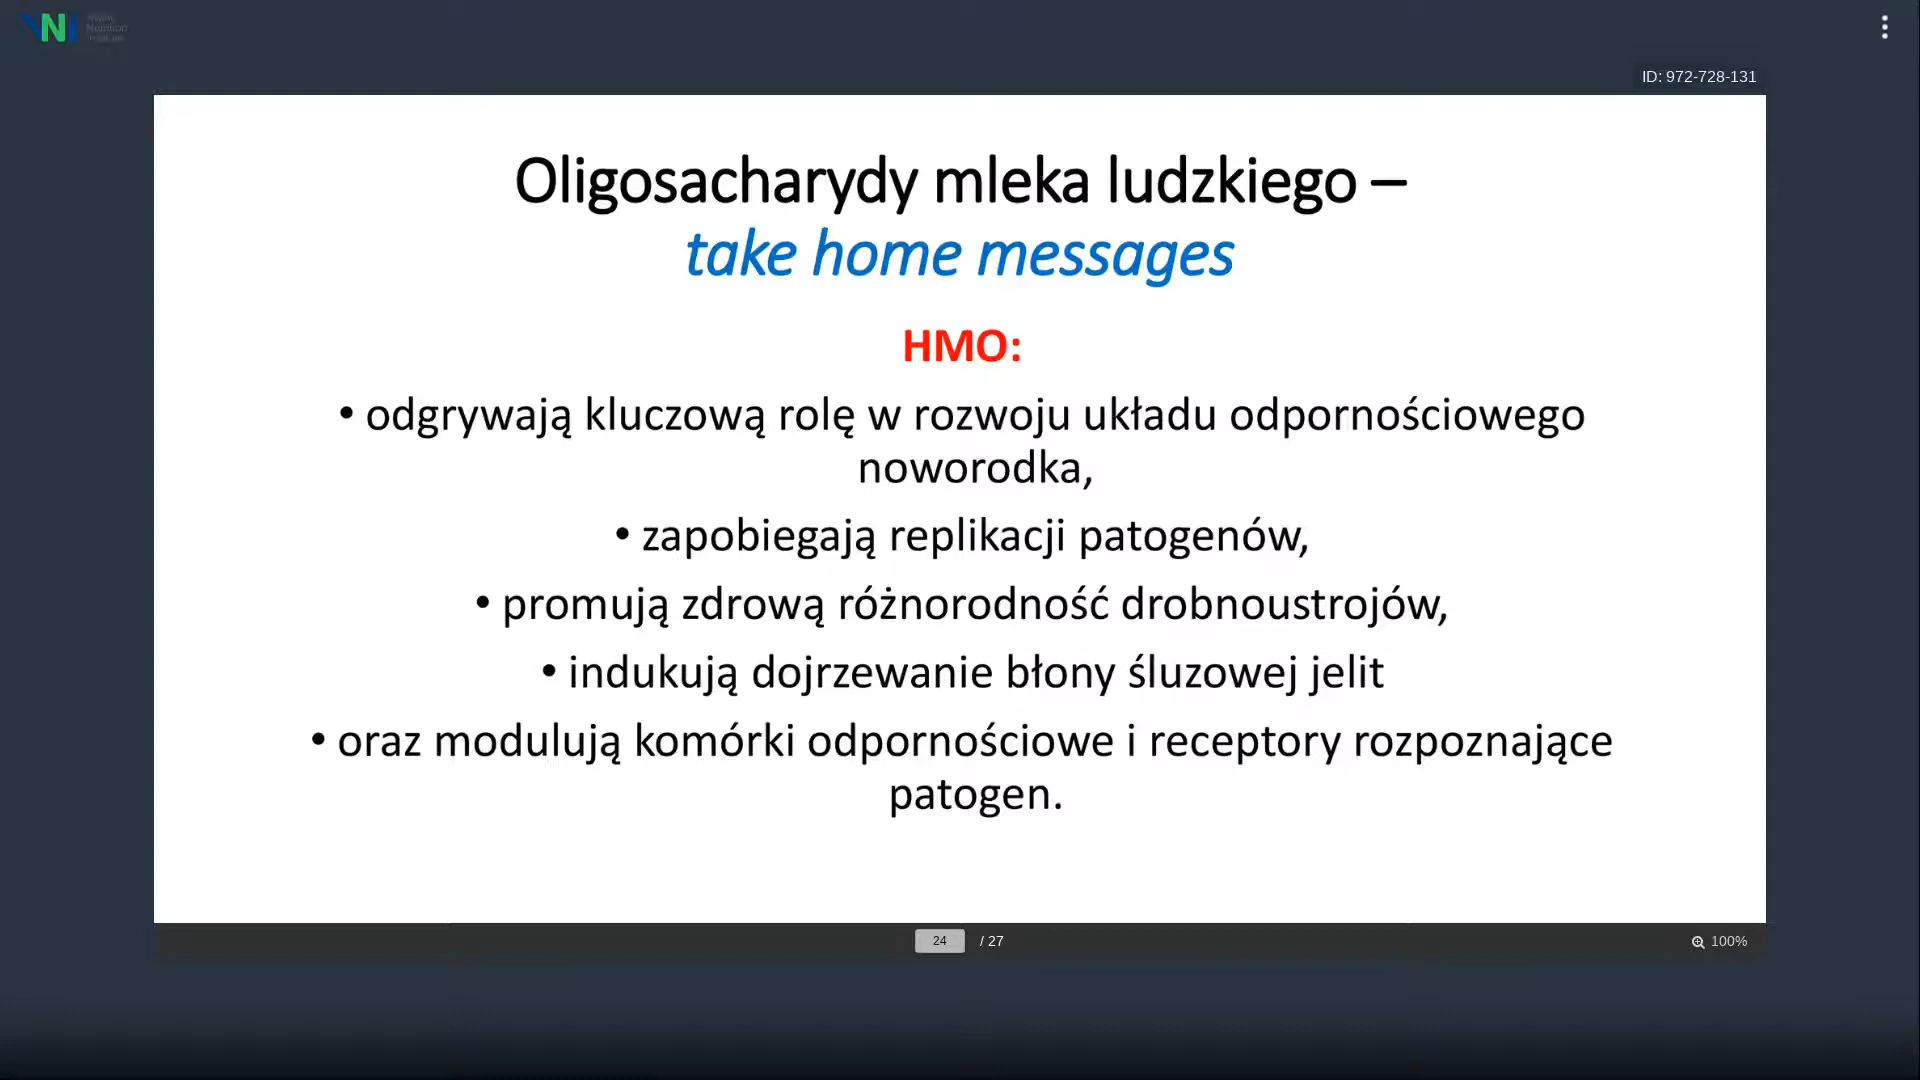 Nutrition
ID: 972-728-131
Oligosacharydy mleka ludzkiego –
take home messages
HMO:
• odgrywają kluczową rolę w rozwoju układu odpornościowego
noworodka,
• zapobiegają replikacji patogenów,
• promują zdrową różnorodność drobnoustrojów,
• indukują dojrzewanie błony śluzowej jelit
• oraz modulują komórki odpornościowe i receptory rozpoznające
patogen.
24 / 27
100%